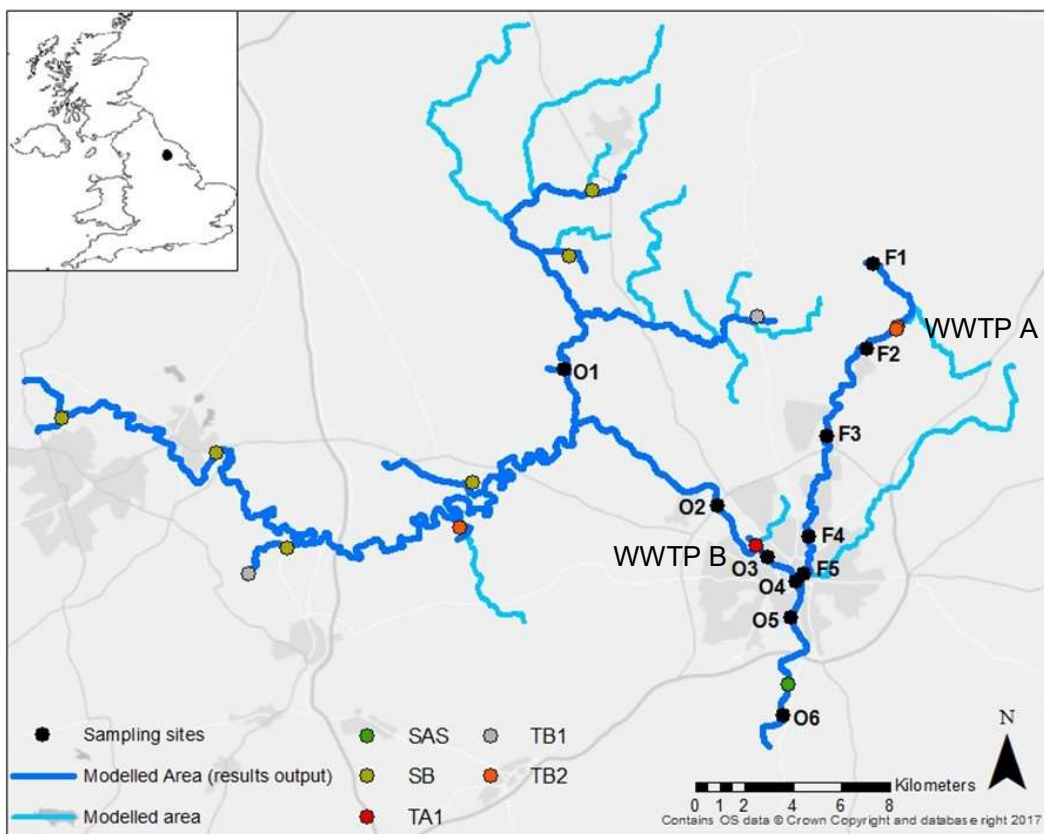 F1
WWTP A
F2
O1
F3
O2
F4
WWTP B
O3
F5
O4
O5
O6
N
Sampling sites
SAS
TB1
Modelled Area (results output)
SB
TB2
Kilometers
Modelled area
TA1
0 1 2 4 6 8
Contains OS data © Crown Copyright and database right 2017